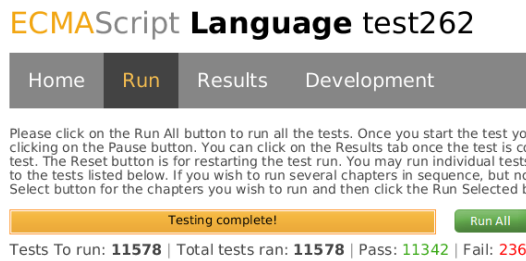 ECMAScript Language test262
Home Run Results Development
Please click on the Run All button to run all the tests. Once you start the test yo
clicking on the Pause button. You can click on the Results tab once the test is co
test. The Reset button is for restarting the test run. You may run individual tests
to the tests listed below. If you wish to run several chapters in sequence, but no
Select button for the chapters you wish to run and then click the Run Selected b
Testing complete! Run All
Tests To run: 11578 | Total tests ran: 11578 | Pass: 11342 | Fail: 236